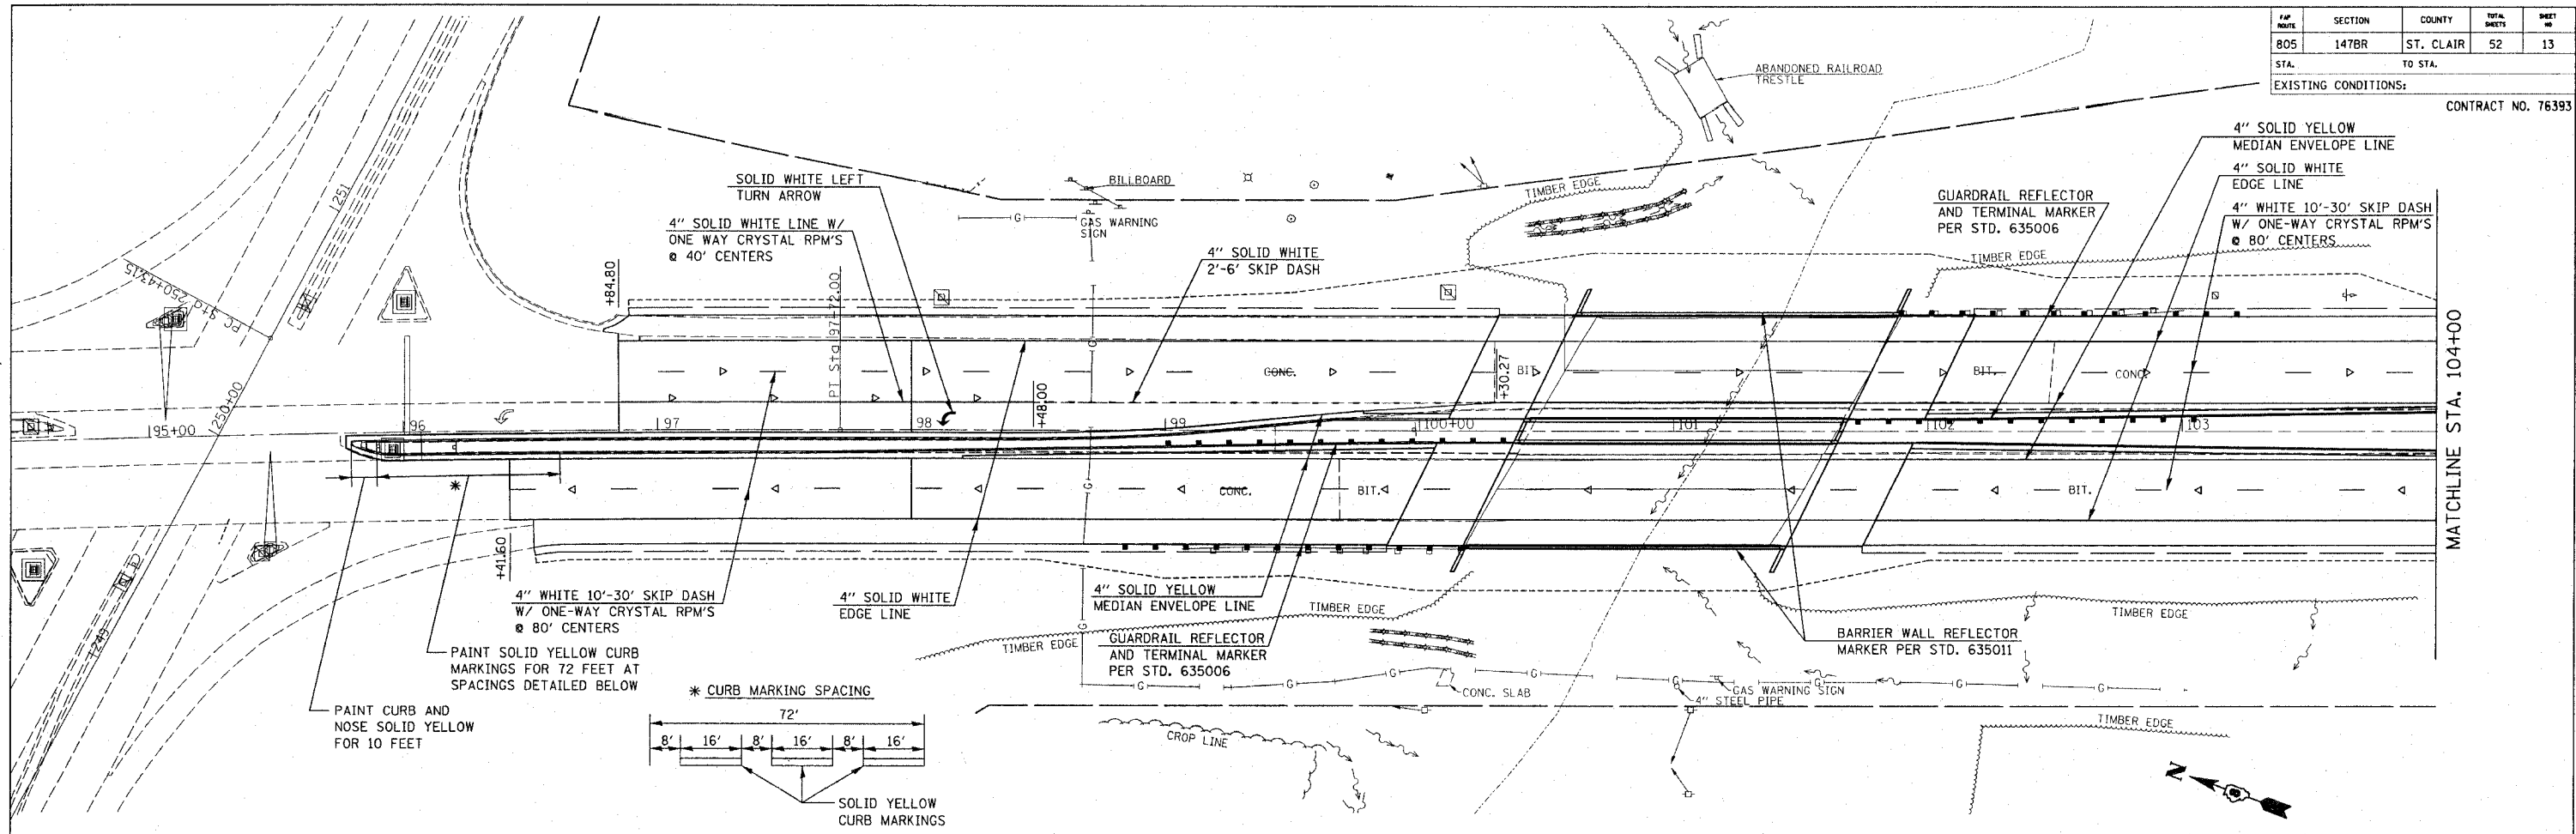 FAP ROUTE SECTION COUNTY TOTAL SHEETS SHEET NO
805 147BR ST. CLAIR 52 13
STA. TO STA.
EXISTING CONDITIONS:
CONTRACT NO. 76393
ABANDONED RAILROAD
TRESTLE
4" SOLID YELLOW
MEDIAN ENVELOPE LINE
4" SOLID WHITE
EDGE LINE
4" WHITE 10'-30' SKIP DASH
W/ ONE-WAY CRYSTAL RPM'S
@ 80' CENTERS
GUARDRAIL REFLECTOR
AND TERMINAL MARKER
PER STD. 635006
SOLID WHITE LEFT
TURN ARROW
BILLBOARD
TIMBER EDGE
4" SOLID WHITE LINE W/
ONE WAY CRYSTAL RPM'S
@ 40' CENTERS
G
GAS WARNING
SIGN
4" SOLID WHITE
2'-6' SKIP DASH
TIMBER EDGE
251
PC Sta 250+43.15
250+00
249
+84.80
PT Sta 97+72.00
+48.00
+30.27
+41.60
G
CONC.
BIT.
BIT.
CONC.
95+00
96
97
98
99
100+00
101
102
103
G
CONC.
BIT.
BIT.
MATCHLINE STA. 104+00
4" WHITE 10'-30' SKIP DASH
W/ ONE-WAY CRYSTAL RPM'S
@ 80' CENTERS
4" SOLID WHITE
EDGE LINE
4" SOLID YELLOW
MEDIAN ENVELOPE LINE
TIMBER EDGE
TIMBER EDGE
TIMBER EDGE
G
GUARDRAIL REFLECTOR
AND TERMINAL MARKER
PER STD. 635006
BARRIER WALL REFLECTOR
MARKER PER STD. 635011
*
PAINT SOLID YELLOW CURB
MARKINGS FOR 72 FEET AT
SPACINGS DETAILED BELOW
PAINT CURB AND
NOSE SOLID YELLOW
FOR 10 FEET
* CURB MARKING SPACING
72'
8' 16' 8' 16' 8' 16'
SOLID YELLOW
CURB MARKINGS
G G G G G G G
CONC. SLAB
GAS WARNING SIGN
4" STEEL PIPE
CROP LINE
TIMBER EDGE
N